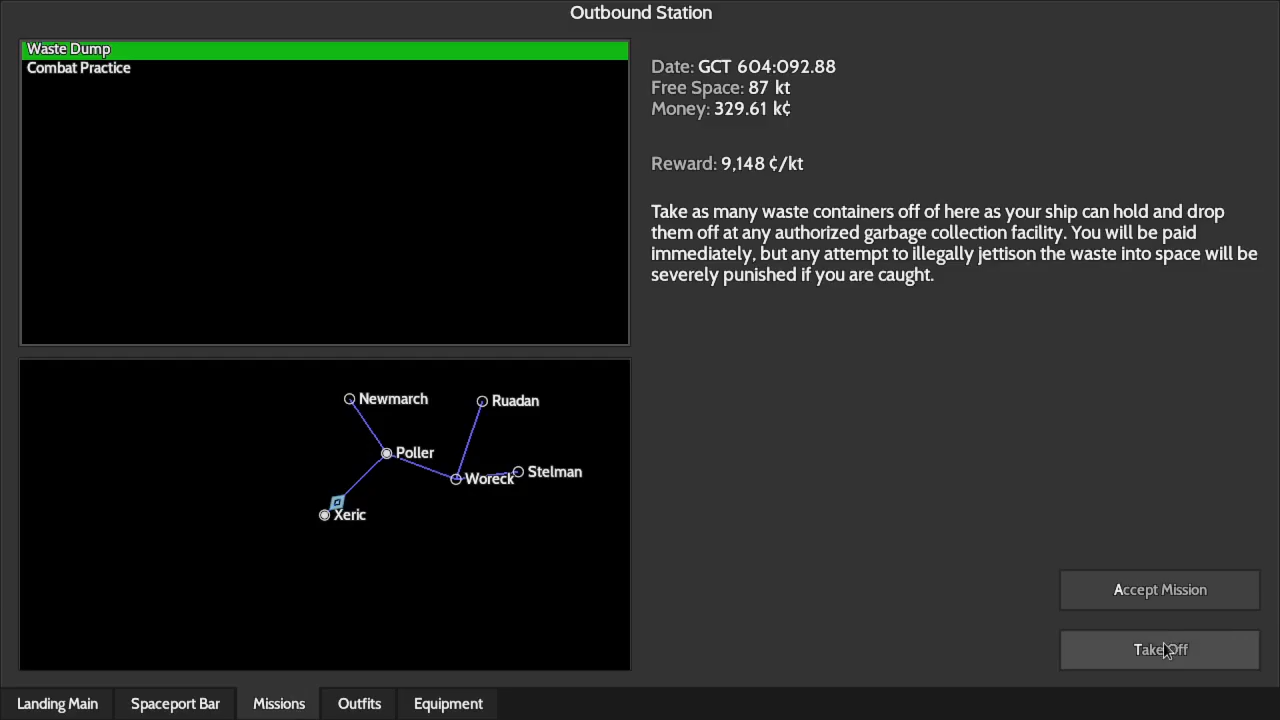 Outbound Station
Waste Dump
Combat Practice
Date: GCT 604:092.88
Free Space: 87 kt
Money: 329.61 k¢
Reward: 9,148 ¢/kt
Take as many waste containers off of here as your ship can hold and drop
them off at any authorized garbage collection facility. You will be paid
immediately, but any attempt to illegally jettison the waste into space will be
severely punished if you are caught.
Newmarch
Ruadan
Poller
Stelman
Woreck
Xeric
Accept Mission
Take Off
Landing Main
Spaceport Bar
Missions
Outfits
Equipment